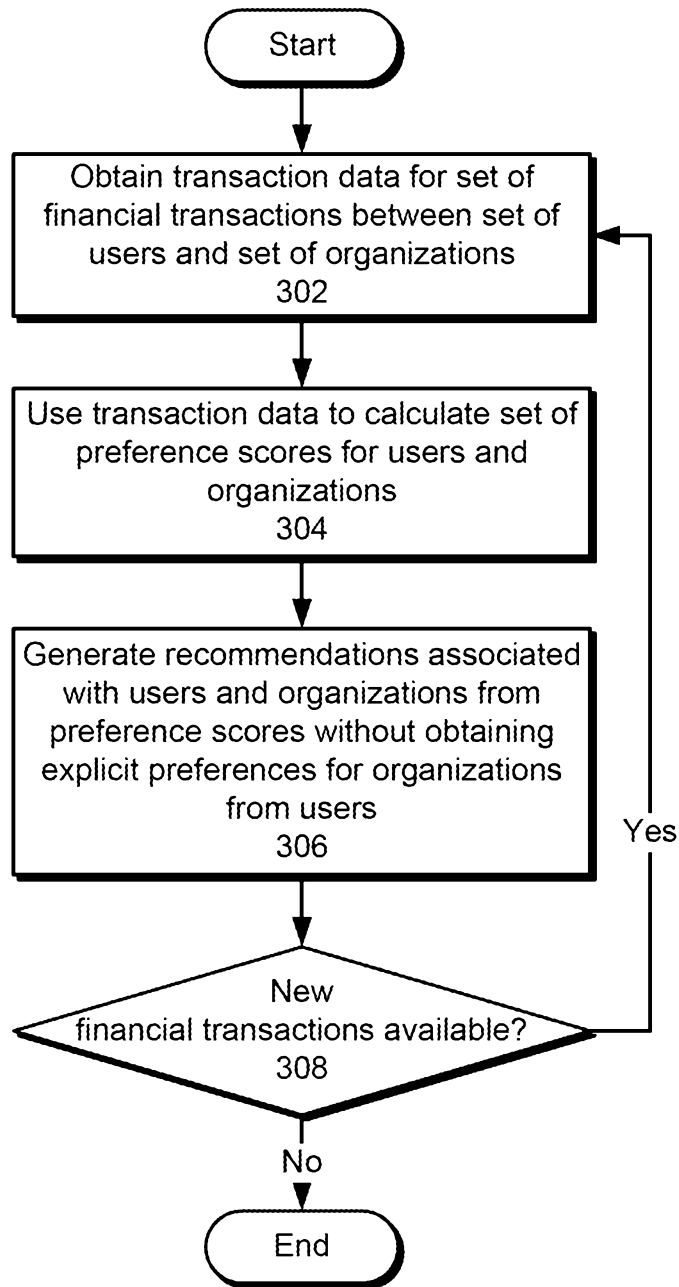 Start
Obtain transaction data for set of
financial transactions between set of
users and set of organizations
302
Use transaction data to calculate set of
preference scores for users and
organizations
304
Generate recommendations associated
with users and organizations from
preference scores without obtaining
explicit preferences for organizations
from users
306
Yes
New
financial transactions available?
308
No
End